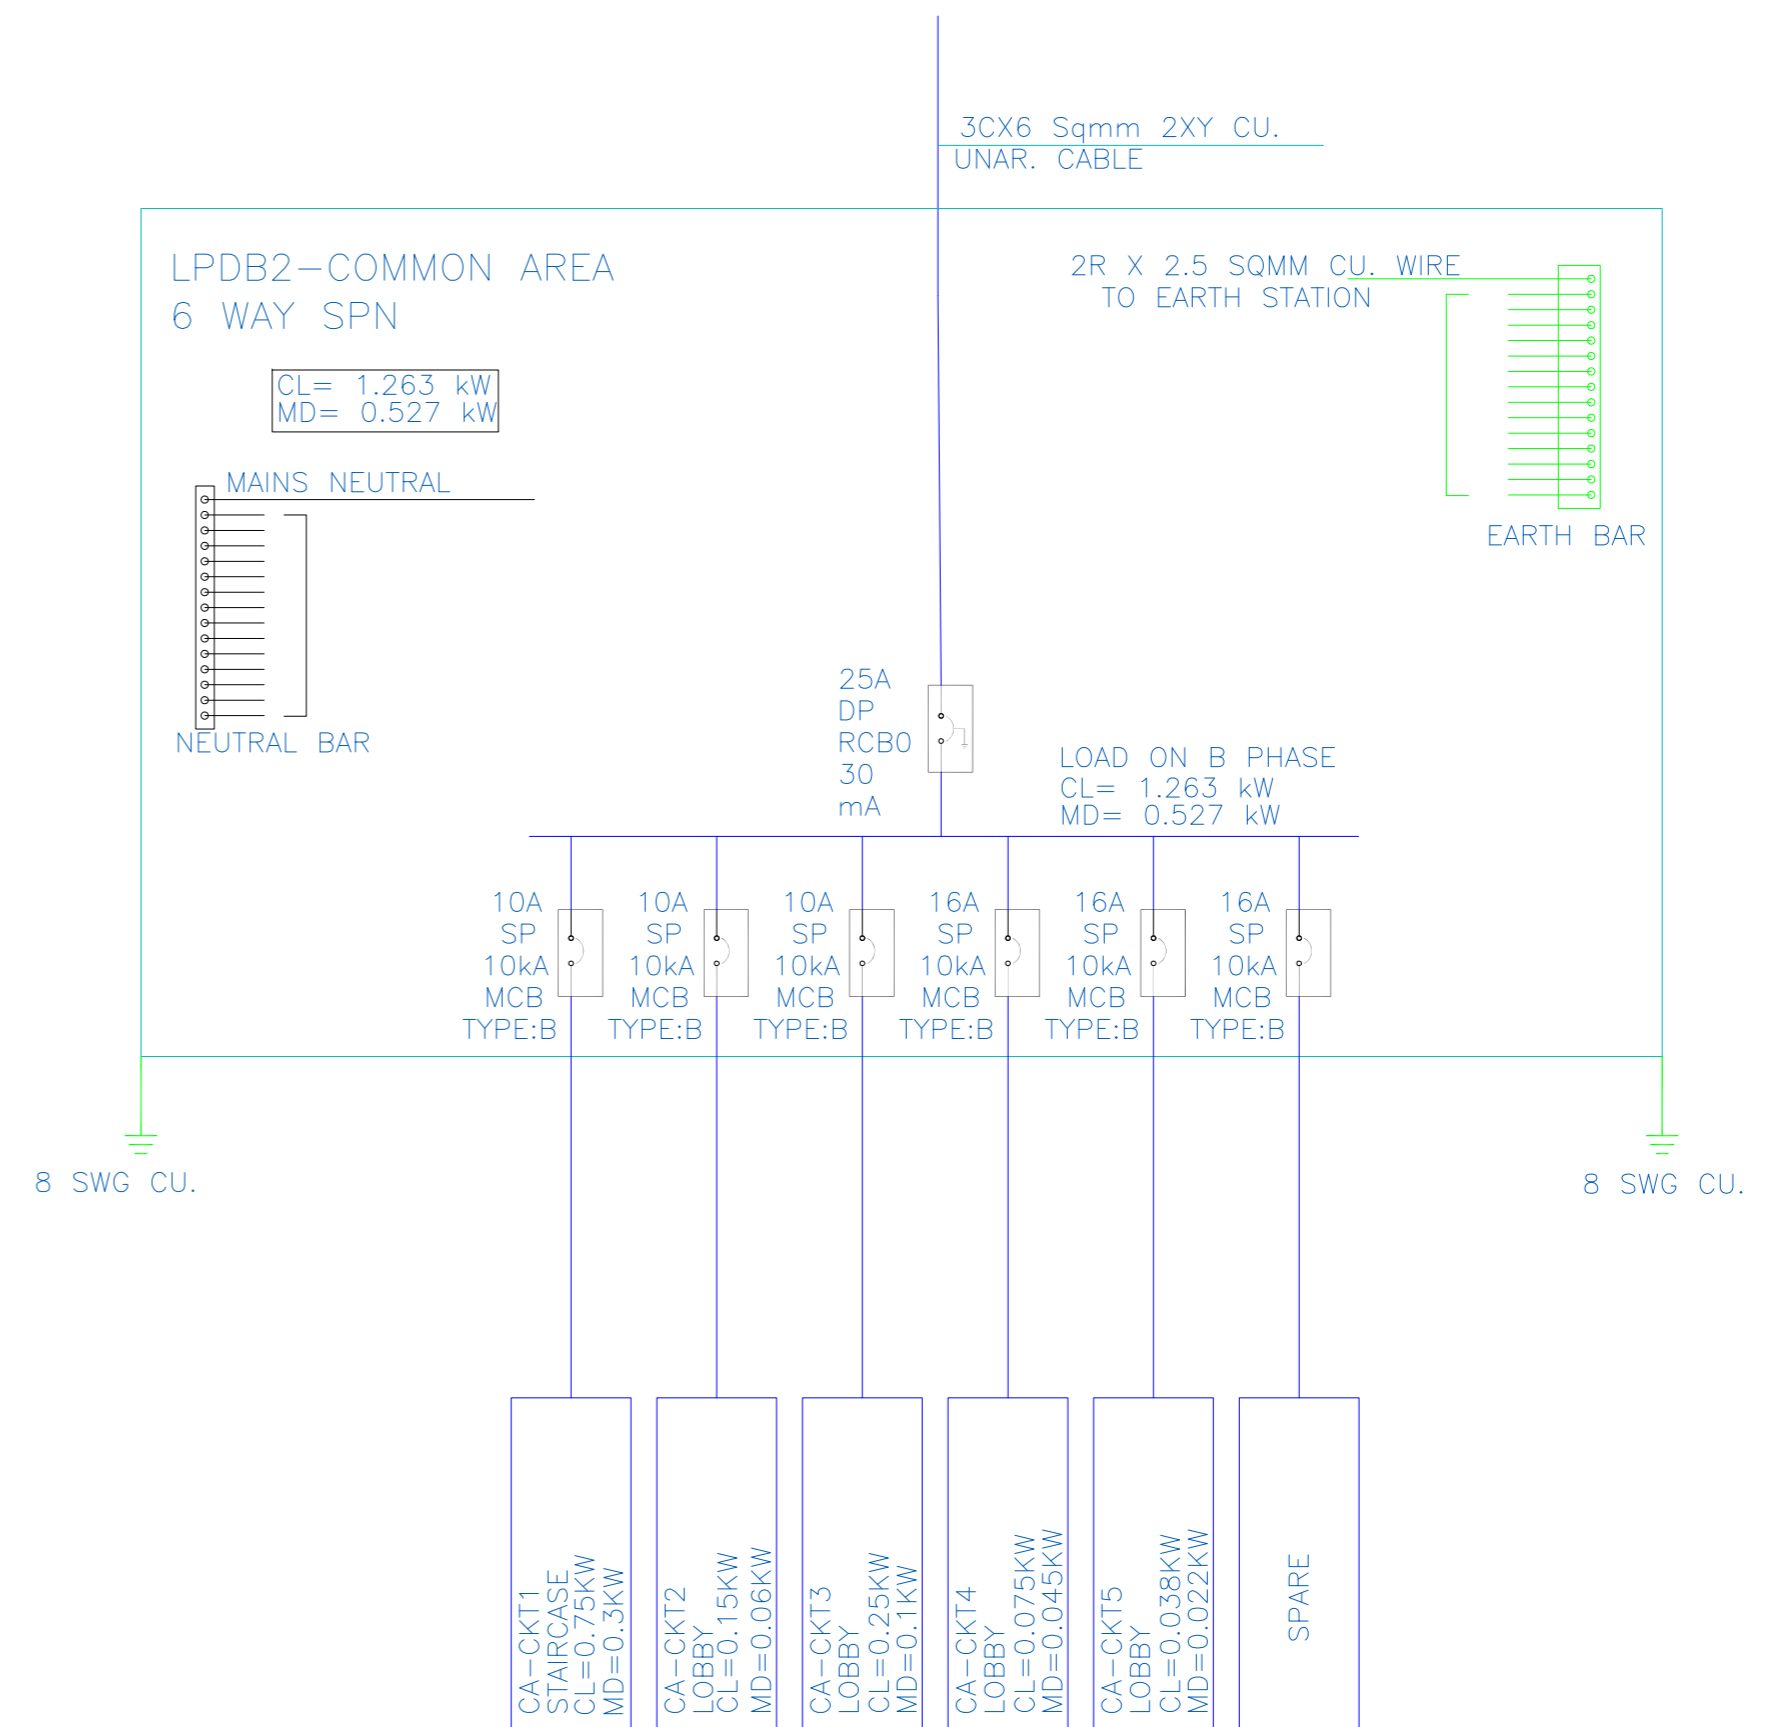 3CX6 Sqmm 2XY CU.
UNAR. CABLE
LPDB2-COMMON AREA
6 WAY SPN
2R X 2.5 SQMM CU. WIRE
TO EARTH STATION
CL= 1.263 kW
MD= 0.527 kW
MAINS NEUTRAL
NEUTRAL BAR
EARTH BAR
25A
DP
RCBO
30
mA
LOAD ON B PHASE
CL= 1.263 kW
MD= 0.527 kW
10A
SP
10kA
MCB
TYPE:B
10A
SP
10kA
MCB
TYPE:B
10A
SP
10kA
MCB
TYPE:B
16A
SP
10kA
MCB
TYPE:B
16A
SP
10kA
MCB
TYPE:B
16A
SP
10kA
MCB
TYPE:B
8 SWG CU.
8 SWG CU.
CA-CKT1
STAIRCASE
CL=0.75KW
MD=0.3KW
CA-CKT2
LOBBY
CL=0.15KW
MD=0.06KW
CA-CKT3
LOBBY
CL=0.25KW
MD=0.1KW
CA-CKT4
LOBBY
CL=0.075KW
MD=0.045KW
CA-CKT5
LOBBY
CL=0.038KW
MD=0.022KW
SPARE